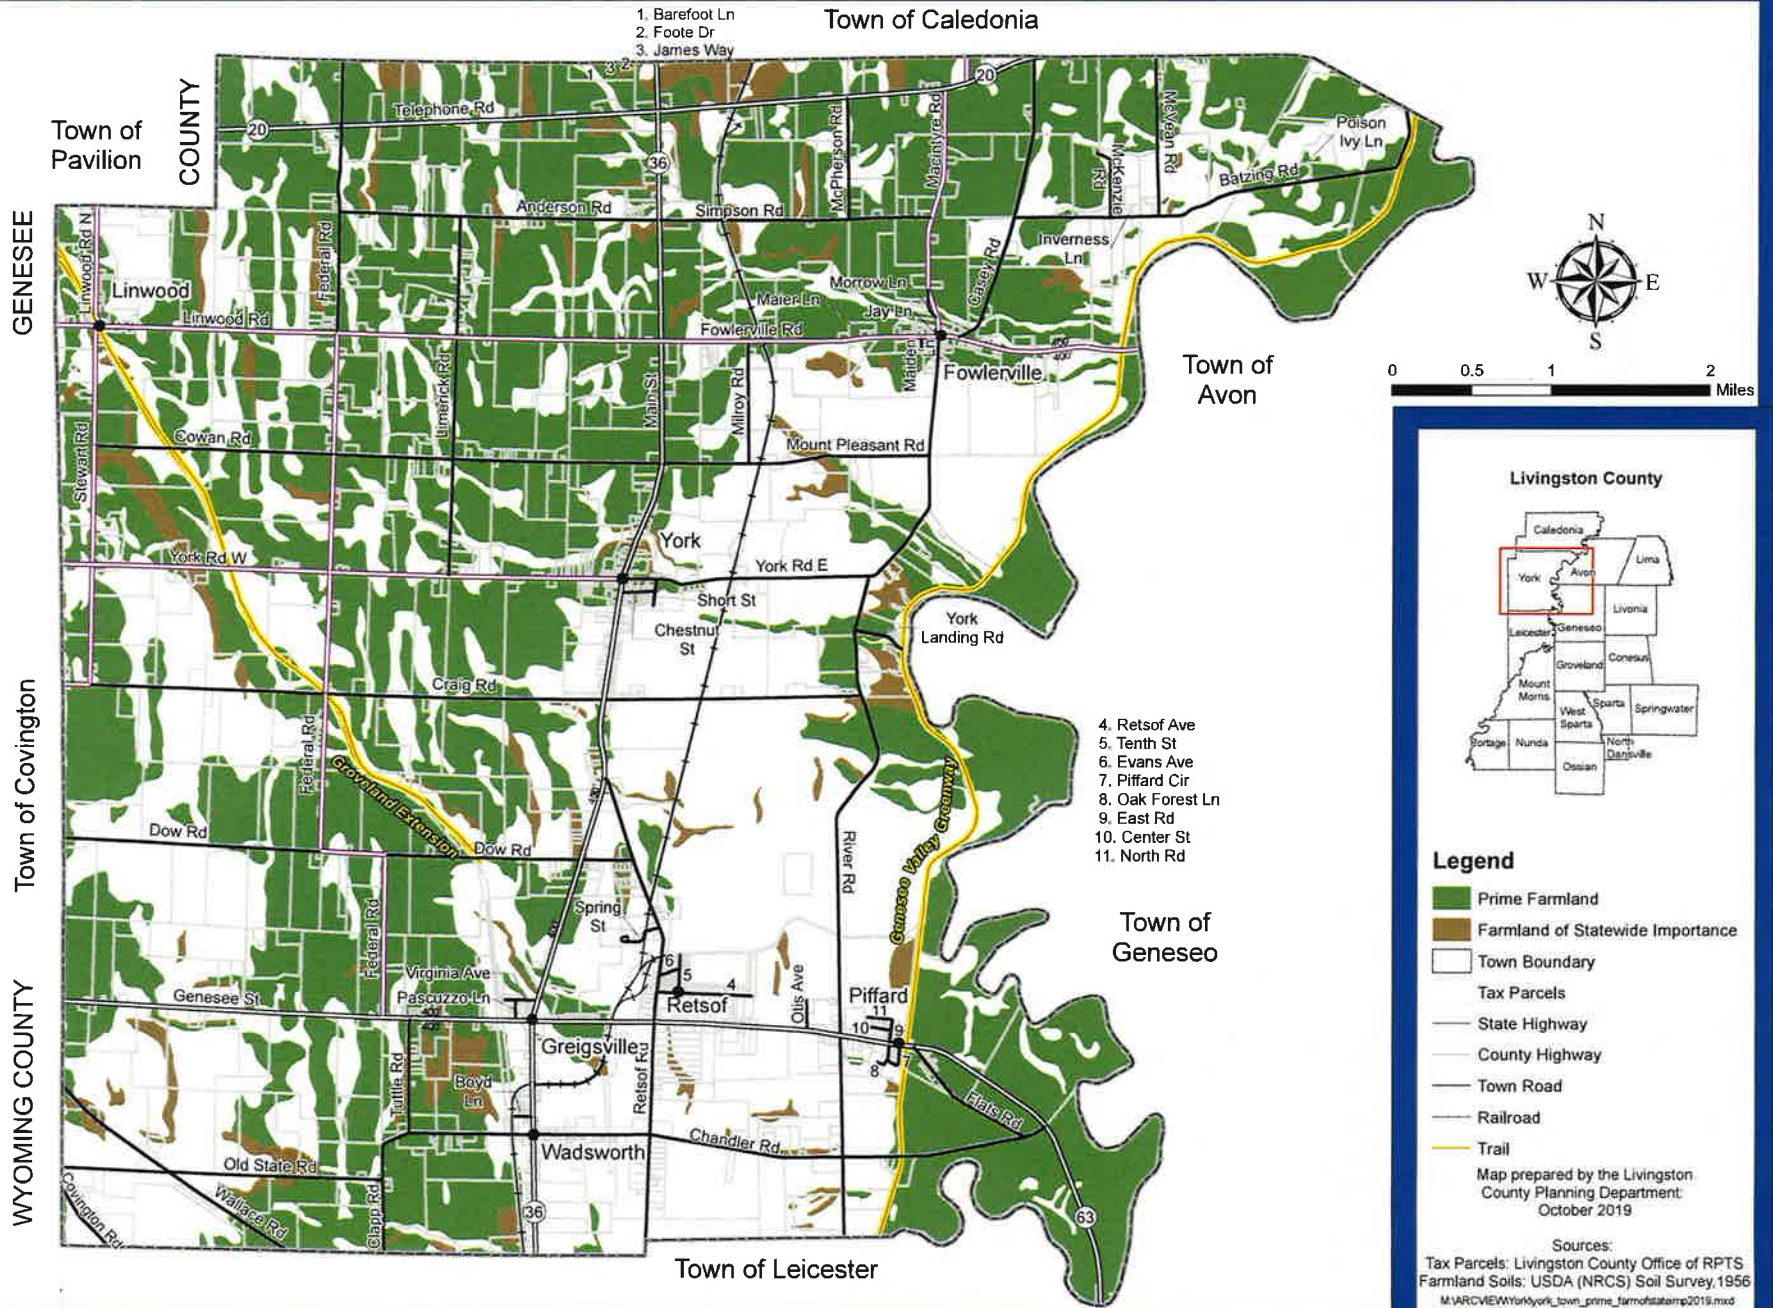 1. Barefoot Ln
2. Foote Dr
3. James Way
Town of Caledonia
Town of
Pavilion
COUNTY
GENESEE
Town of Covington
WYOMING COUNTY
20
Telephone Rd
1 3 2
20
36
McPherson Rd
Macintyre Rd
McVean Rd
McKenzie
Rd
Poison
Ivy Ln
Batzing Rd
Anderson Rd
Simpson Rd
Linwood Rd N
Federal Rd
Casey Rd
Inverness
Ln
Linwood
Morrow Ln
Maier Ln
Jay Ln
Linwood Rd
Fowlerville Rd
Maiden
Ln
Fowlerville
Limerick Rd
Main St
Milroy Rd
Town of
Avon
Stewart Rd
Cowan Rd
Mount Pleasant Rd
York
York Rd W
York Rd E
Short St
Chestnut
St
York
Landing Rd
Craig Rd
Federal Rd
Groveland Extension
Genesee Valley Greenway
4. Retsof Ave
5. Tenth St
6. Evans Ave
7. Piffard Cir
8. Oak Forest Ln
9. East Rd
10. Center St
11. North Rd
Dow Rd
Dow Rd
River Rd
Federal Rd
Spring
St
Town of
Geneseo
Virginia Ave
Pascuzzo Ln
6
5
4
Retsof
Otis Ave
Piffard
11
10
9
8
Genesee St
Greigsville
Tuttle Rd
Boyd
Ln
Retsof Rd
Flats Rd
Chandler Rd
Wadsworth
Old State Rd
Wallace Rd
Covington Rd
Clapp Rd
36
63
Town of Leicester
N
W
E
S
0 0.5 1 2
Miles
Livingston County
Caledonia
Lima
York
Avon
Livonia
Leicester
Geneseo
Groveland
Conesus
Mount
Morris
West
Sparta
Sparta
Springwater
Portage
Nunda
North
Dansville
Ossian
Legend
Prime Farmland
Farmland of Statewide Importance
Town Boundary
Tax Parcels
State Highway
County Highway
Town Road
Railroad
Trail
Map prepared by the Livingston
County Planning Department:
October 2019
Sources:
Tax Parcels: Livingston County Office of RPTS
Farmland Soils: USDA (NRCS) Soil Survey, 1956